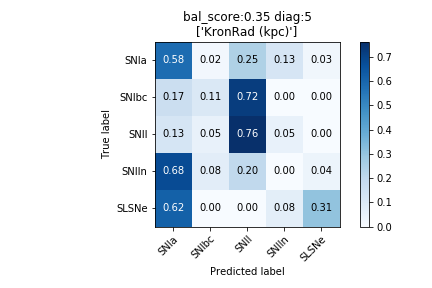 bal_score:0.35 diag:5
['KronRad (kpc)']
True label
SNIa 0.58 0.02 0.25 0.13 0.03
SNIbc 0.17 0.11 0.72 0.00 0.00
SNII 0.13 0.05 0.76 0.05 0.00
SNIIn 0.68 0.08 0.20 0.00 0.04
SLSNe 0.62 0.00 0.00 0.08 0.31
SNIa SNIbc SNII SNIIn SLSNe
Predicted label
0.7
0.6
0.5
0.4
0.3
0.2
0.1
0.0